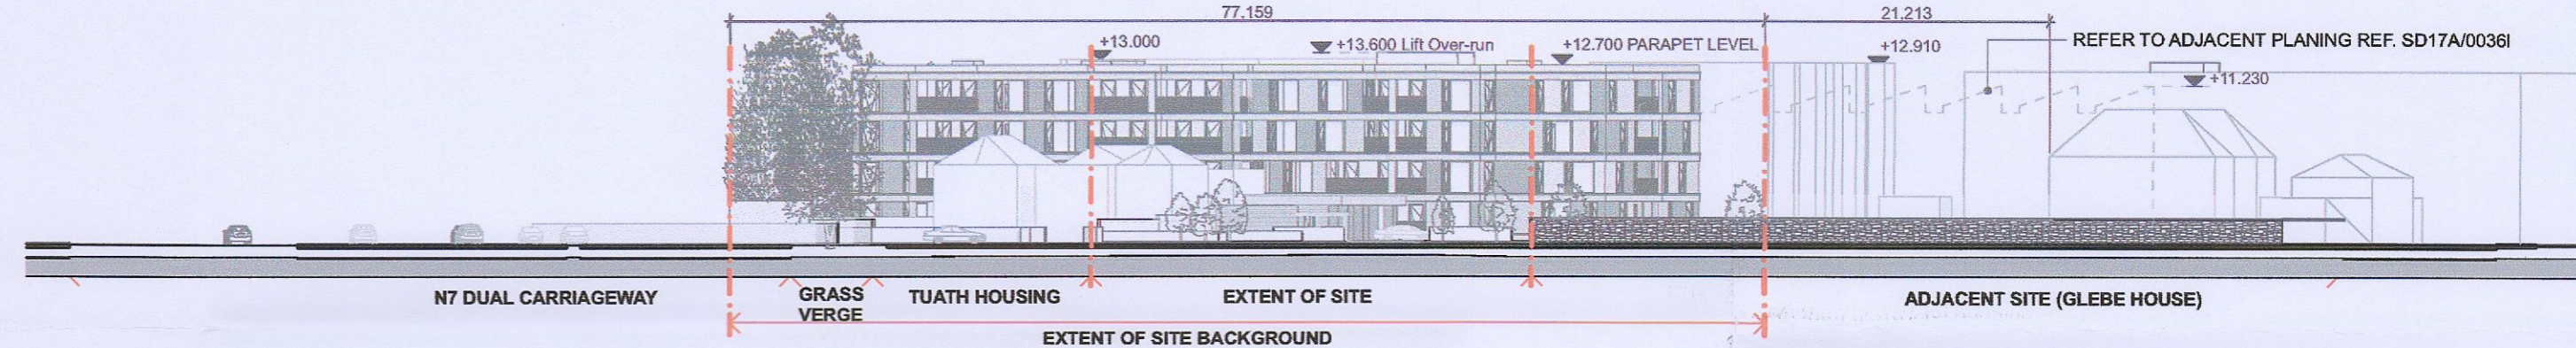 77.159
21.213
+13.000
+13.600 Lift Over-run
+12.700 PARAPET LEVEL
+12.910
REFER TO ADJACENT PLANING REF. SD17A/0036I
+11.230
N7 DUAL CARRIAGEWAY
GRASS
VERGE
TUATH HOUSING
EXTENT OF SITE
ADJACENT SITE (GLEBE HOUSE)
EXTENT OF SITE BACKGROUND